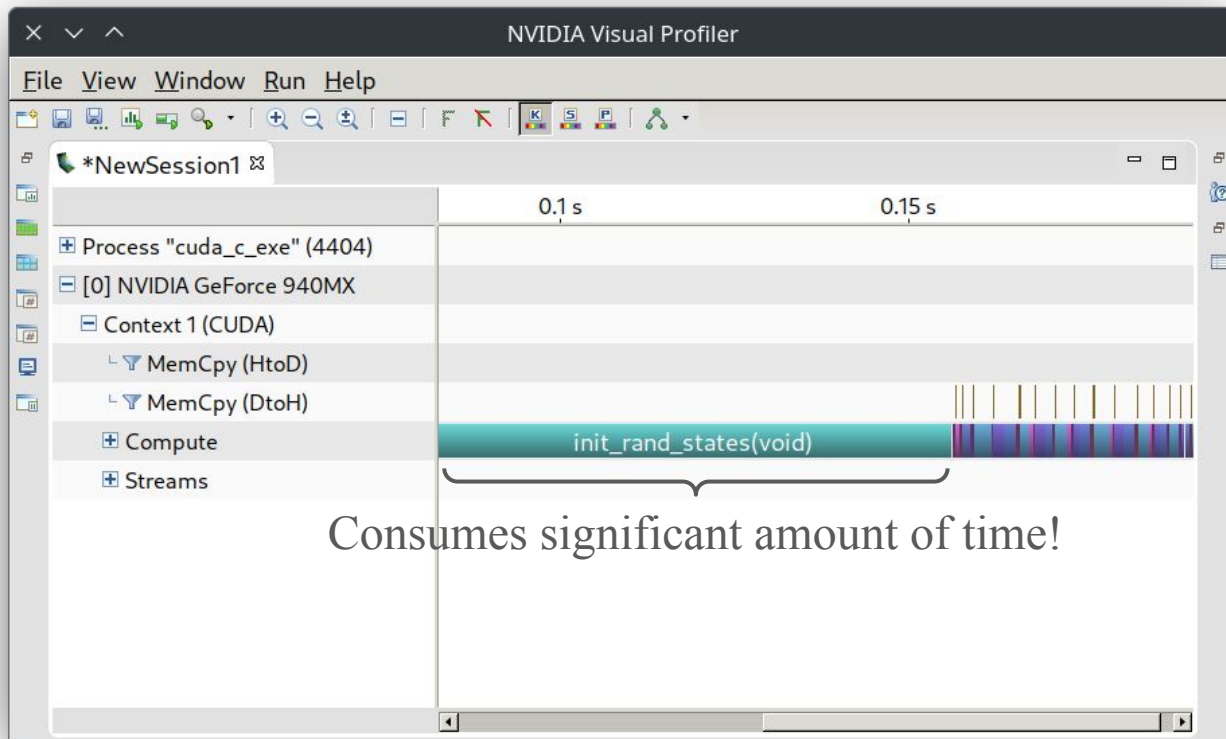 NVIDIA Visual Profiler
File View Window Run Help
*NewSession1
0.1 s 0.15 s
Process "cuda_c_exe" (4404)
[0] NVIDIA GeForce 940MX
Context 1 (CUDA)
MemCpy (HtoD)
MemCpy (DtoH)
Compute init_rand_states(void)
Streams
Consumes significant amount of time!